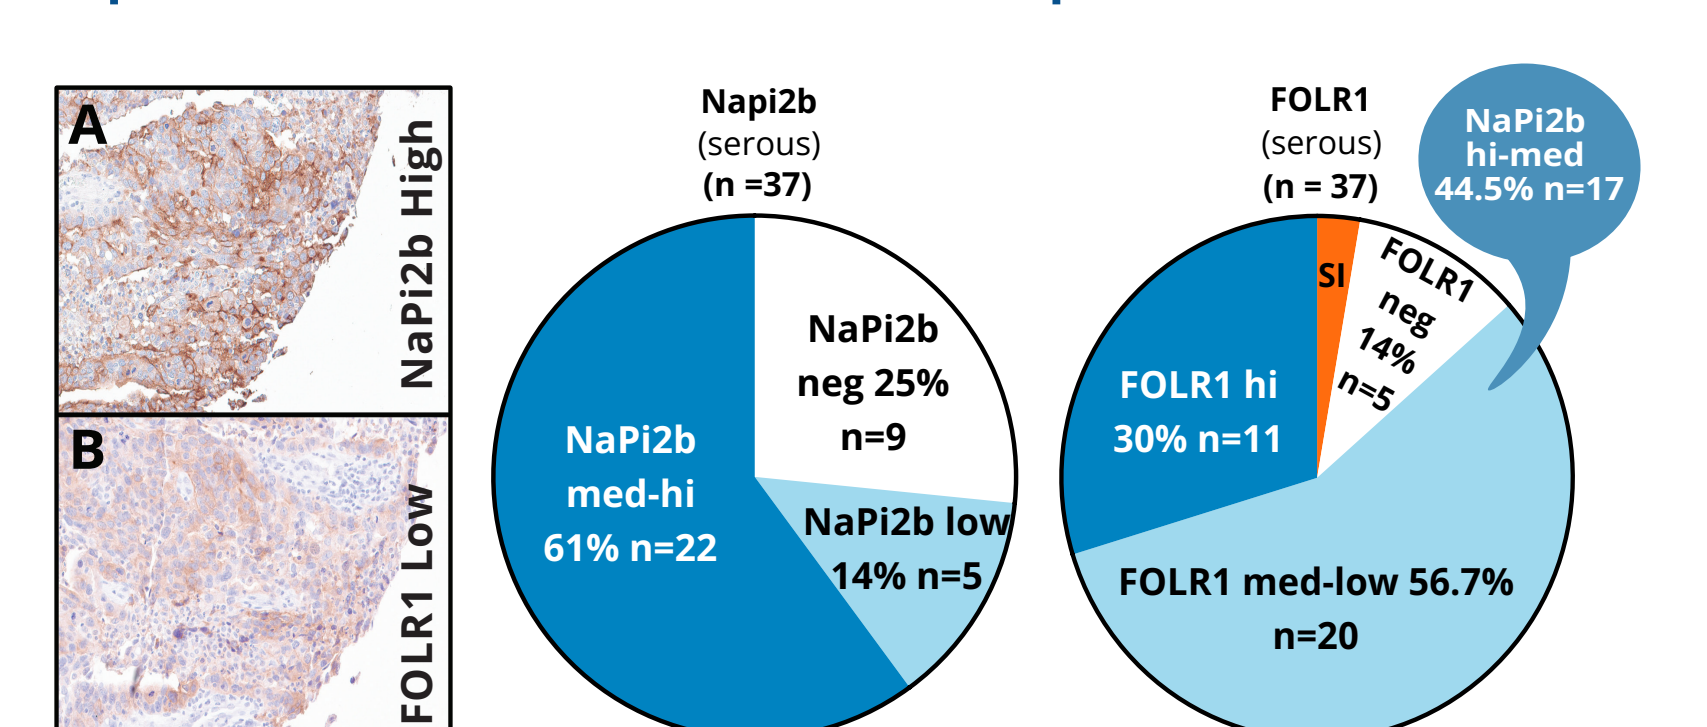 A
NaPi2b High
B
FOLR1 Low
Napi2b
(serous)
(n =37)
NaPi2b
neg 25%
n=9
NaPi2b
med-hi
61% n=22
NaPi2b low
14% n=5
FOLR1
(serous)
(n = 37)
NaPi2b
hi-med
44.5% n=17
SI
FOLR1
neg
14%
n=5
FOLR1 hi
30% n=11
FOLR1 med-low 56.7%
n=20